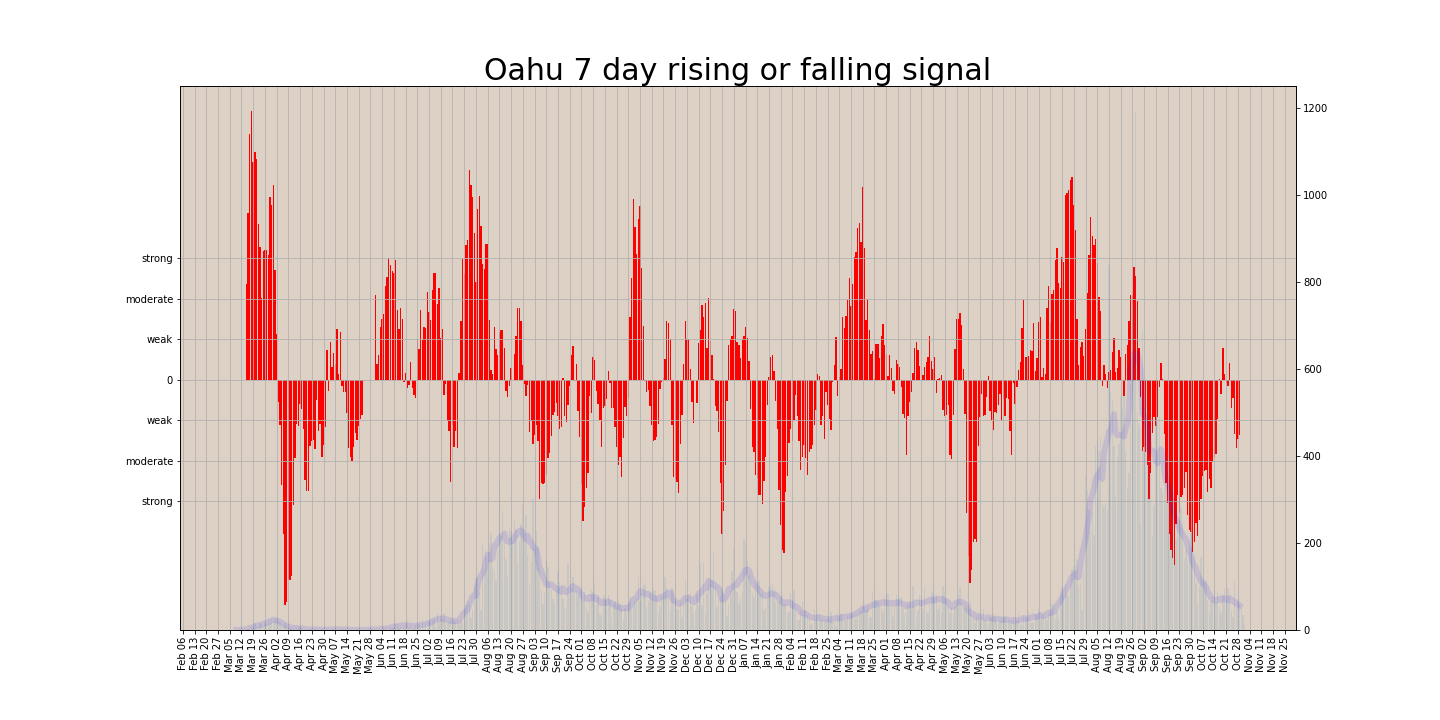 Oahu 7 day rising or falling signal
strong
moderate
weak
0
weak
moderate
strong
1200
1000
800
600
400
200
0
Feb 06
Feb 13
Feb 20
Feb 27
Mar 05
Mar 12
Mar 19
Mar 26
Apr 02
Apr 09
Apr 16
Apr 23
Apr 30
May 07
May 14
May 21
May 28
Jun 04
Jun 11
Jun 18
Jun 25
Jul 02
Jul 09
Jul 16
Jul 23
Jul 30
Aug 06
Aug 13
Aug 20
Aug 27
Sep 03
Sep 10
Sep 17
Sep 24
Oct 01
Oct 08
Oct 15
Oct 22
Oct 29
Nov 05
Nov 12
Nov 19
Nov 26
Dec 03
Dec 10
Dec 17
Dec 24
Dec 31
Jan 07
Jan 14
Jan 21
Jan 28
Feb 04
Feb 11
Feb 18
Feb 25
Mar 04
Mar 11
Mar 18
Mar 25
Apr 01
Apr 08
Apr 15
Apr 22
Apr 29
May 06
May 13
May 20
May 27
Jun 03
Jun 10
Jun 17
Jun 24
Jul 01
Jul 08
Jul 15
Jul 22
Jul 29
Aug 05
Aug 12
Aug 19
Aug 26
Sep 02
Sep 09
Sep 16
Sep 23
Sep 30
Oct 07
Oct 14
Oct 21
Oct 28
Nov 04
Nov 11
Nov 18
Nov 25